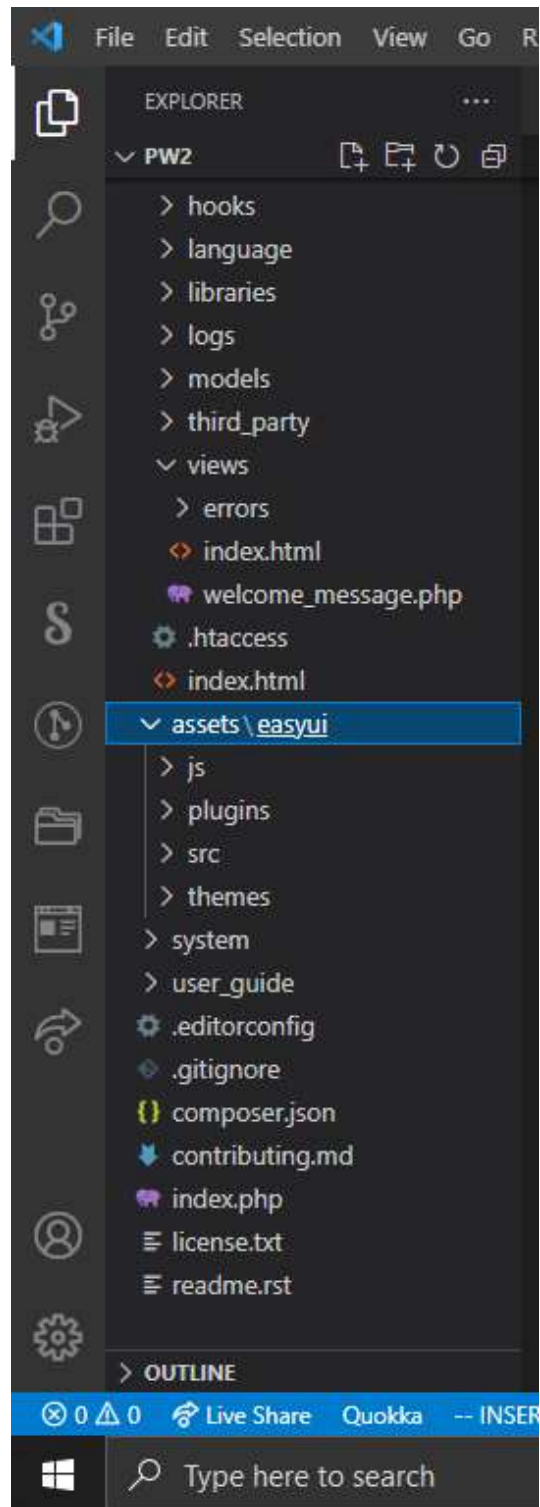 File Edit Selection View Go R
EXPLORER ...
PW2
hooks
language
libraries
logs
models
third_party
views
errors
index.html
welcome_message.php
.htaccess
index.html
assets\easyui
js
plugins
src
themes
system
user_guide
.editorconfig
.gitignore
composer.json
contributing.md
index.php
license.txt
readme.rst
OUTLINE
0 0 Live Share Quokka -- INSER
Type here to search